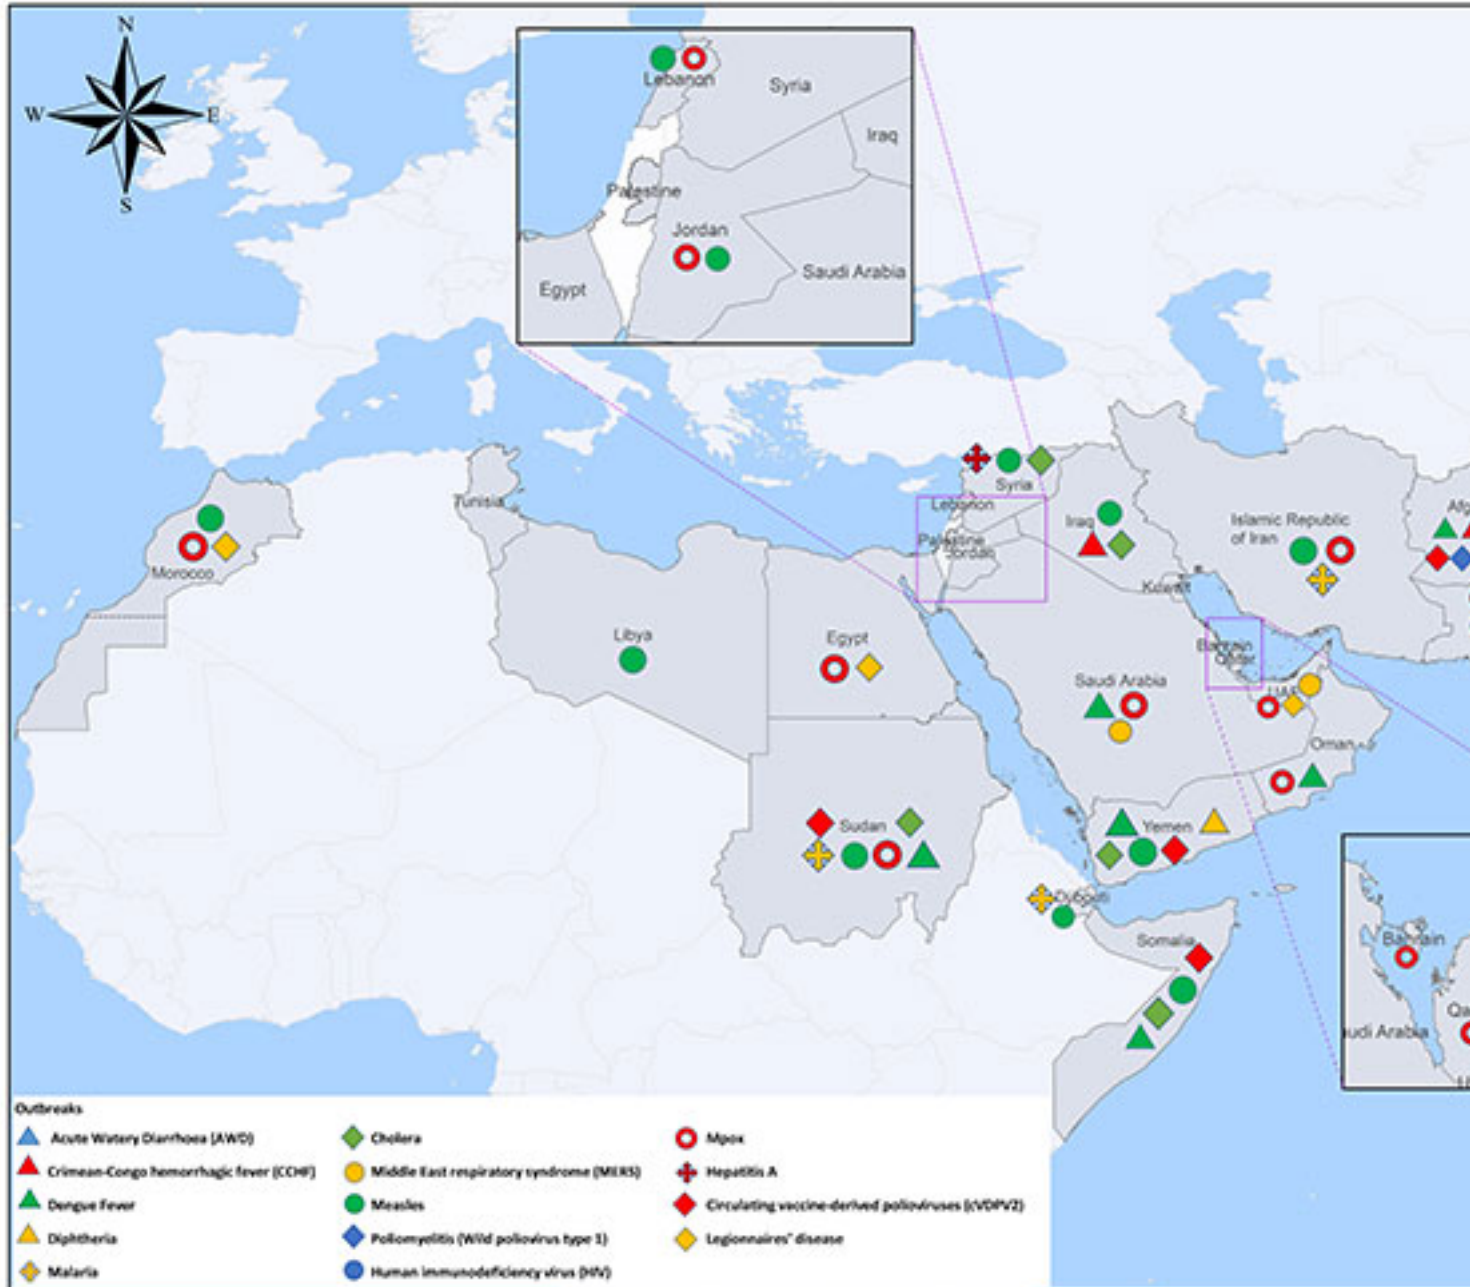 N
W
E
S
Lebanon
Syria
Iraq
Palestine
Jordan
Saudi Arabia
Egypt
Syria
Tunisia
Lebanon
Iraq
Islamic Republic
of Iran
Palestine
Jordan
Morocco
Kuwait
Libya
Egypt
Bahrain
Qatar
Saudi Arabia
UAE
Oman
Sudan
Yemen
Djibouti
Somalia
Bahrain
udi Arabia
Outbreaks
Acute Watery Diarrhoea (AWD)
Crimean-Congo hemorrhagic fever (CCHF)
Dengue Fever
Diphtheria
Malaria
Cholera
Middle East respiratory syndrome (MERS)
Measles
Poliomyelitis (Wild poliovirus type 1)
Human immunodeficiency virus (HIV)
Mpox
Hepatitis A
Circulating vaccine-derived polioviruses (cVDPV2)
Legionnaires' disease